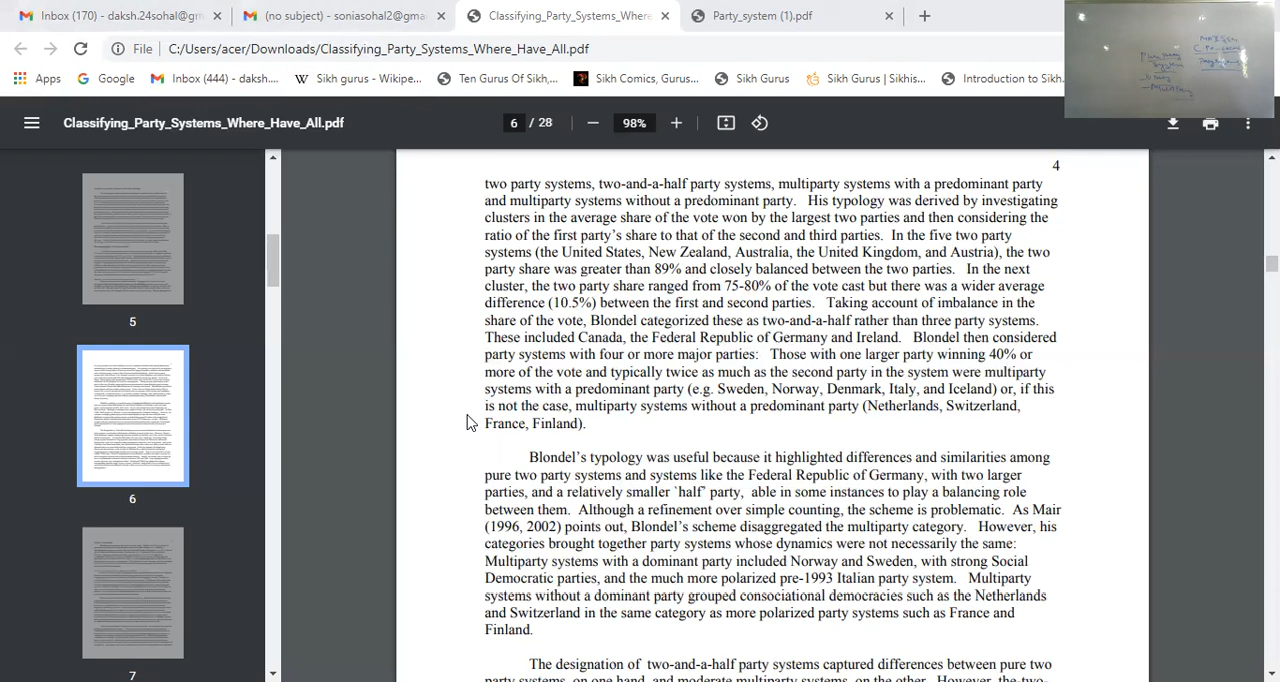 Inbox (170) - daksh.24sohal@gm
(no subject) - soniasohal2@gmai
Classifying_Party_Systems_Where
Party_system (1).pdf
File
C:/Users/acer/Downloads/Classifying_Party_Systems_Where_Have_All.pdf
Apps
Google
Inbox (444) - daksh...
Sikh gurus - Wikipe...
Ten Gurus Of Sikh,...
Sikh Comics, Gurus...
Sikh Gurus
Sikh Gurus | Sikhis...
Introduction to Sikh
Classifying_Party_Systems_Where_Have_All.pdf
6 / 28
98%
5
6
7
4
two party systems, two-and-a-half party systems, multiparty systems with a predominant party
and multiparty systems without a predominant party. His typology was derived by investigating
clusters in the average share of the vote won by the largest two parties and then considering the
ratio of the first party's share to that of the second and third parties. In the five two party
systems (the United States, New Zealand, Australia, the United Kingdom, and Austria), the two
party share was greater than 89% and closely balanced between the two parties. In the next
cluster, the two party share ranged from 75-80% of the vote cast but there was a wider average
difference (10.5%) between the first and second parties. Taking account of imbalance in the
share of the vote, Blondel categorized these as two-and-a-half rather than three party systems.
These included Canada, the Federal Republic of Germany and Ireland. Blondel then considered
party systems with four or more major parties: Those with one larger party winning 40% or
more of the vote and typically twice as much as the second party in the system were multiparty
systems with a predominant party (e.g. Sweden, Norway, Denmark, Italy, and Iceland) or, if this
is not the case, multiparty systems without a predominant party (Netherlands, Switzerland,
France, Finland).
Blondel's typology was useful because it highlighted differences and similarities among
pure two party systems and systems like the Federal Republic of Germany, with two larger
parties, and a relatively smaller `half' party, able in some instances to play a balancing role
between them. Although a refinement over simple counting, the scheme is problematic. As Mair
(1996, 2002) points out, Blondel's scheme disaggregated the multiparty category. However, his
categories brought together party systems whose dynamics were not necessarily the same:
Multiparty systems with a dominant party included Norway and Sweden, with strong Social
Democratic parties, and the much more polarized pre-1993 Italian party system. Multiparty
systems without a dominant party grouped consociational democracies such as the Netherlands
and Switzerland in the same category as more polarized party systems such as France and
Finland.
The designation of two-and-a-half party systems captured differences between pure two
party systems, on one hand, and moderate multiparty systems, on the other. However, the two-